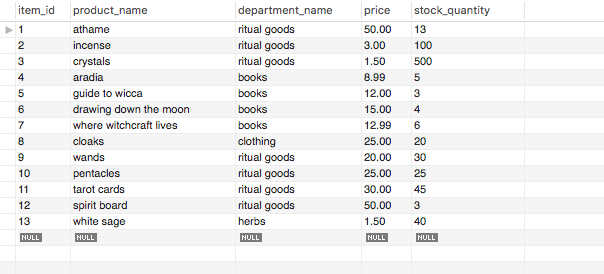 item_id product_name department_name price stock_quantity
1 athame ritual goods 50.00 13
2 incense ritual goods 3.00 100
3 crystals ritual goods 1.50 500
4 aradia books 8.99 5
5 guide to wicca books 12.00 3
6 drawing down the moon books 15.00 4
7 where witchcraft lives books 12.99 6
8 cloaks clothing 25.00 20
9 wands ritual goods 20.00 30
10 pentacles ritual goods 25.00 25
11 tarot cards ritual goods 30.00 45
12 spirit board ritual goods 50.00 3
13 white sage herbs 1.50 40
NULL NULL NULL NULL NULL